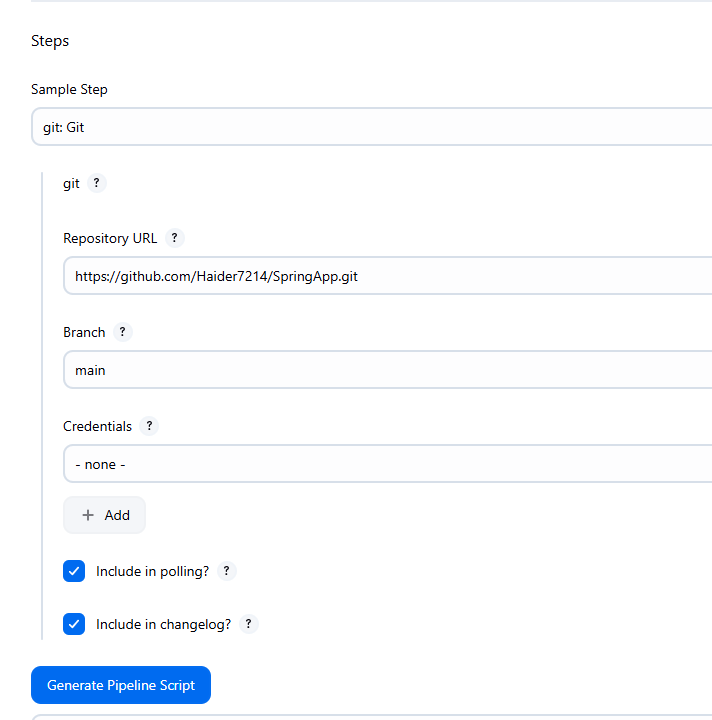 Steps
Sample Step
git: Git
git ?
Repository URL ?
https://github.com/Haider7214/SpringApp.git
Branch ?
main
Credentials ?
- none -
+ Add
Include in polling? ?
Include in changelog? ?
Generate Pipeline Script